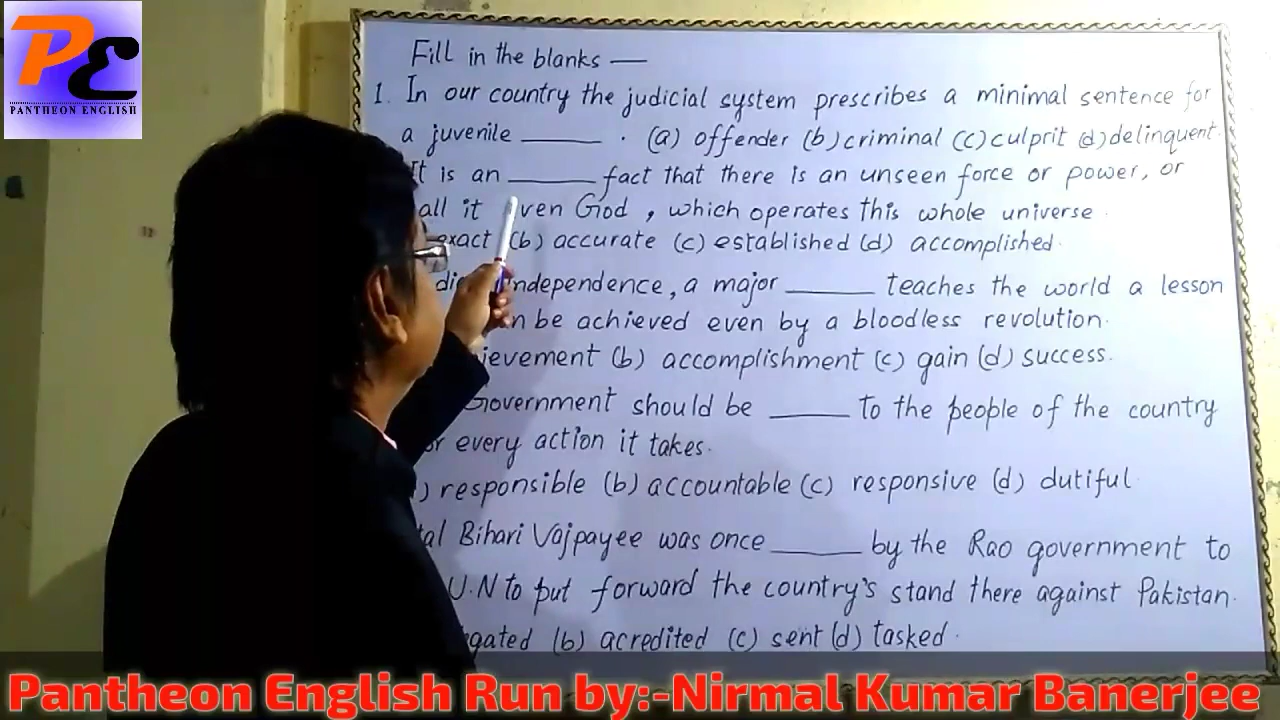 PE
PANTHEON ENGLISH
Fill in the blanks —
1. In our country the judicial system prescribes a minimal sentence for
a juvenile ______ . (a) offender (b) criminal (c) culprit (d) delinquent.
It is an ______ fact that there is an unseen force or power, or
all it even God , which operates this whole universe .
exact (b) accurate (c) established (d) accomplished.
independence, a major ______ teaches the world a lesson
be achieved even by a bloodless revolution.
(b) accomplishment (c) gain (d) success.
Government should be ______ to the people of the country
every action it takes.
responsible (b) accountable (c) responsive (d) dutiful
Bihari Vajpayee was once ______ by the Rao government to
U.N to put forward the country's stand there against Pakistan.
(b) acredited (c) sent (d) tasked .
Pantheon English Run by:-Nirmal Kumar Banerjee